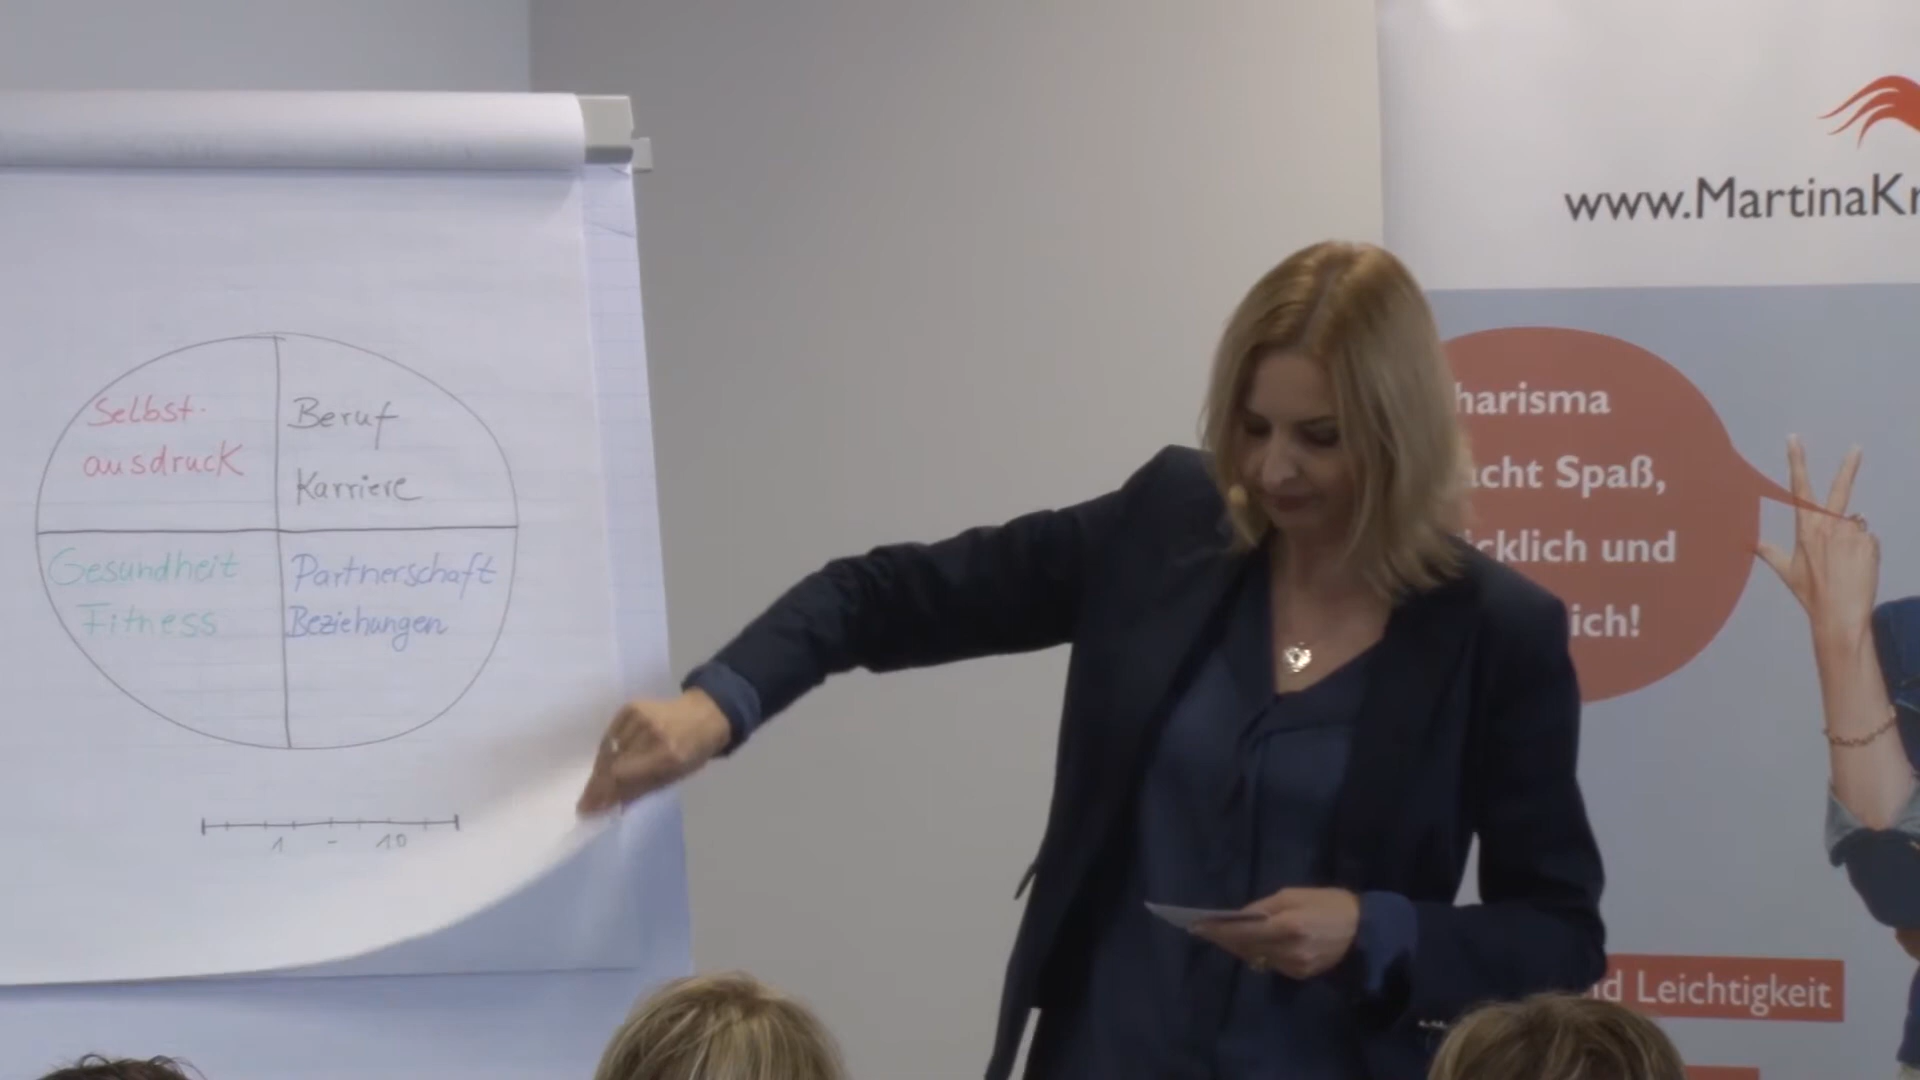 Selbst-
ausdruck
Beruf
Karriere
Gesundheit
Fitness
Partnerschaft
Beziehungen
1 - 10
www.MartinaKr
harisma
acht Spaß,
cklich und
ich!
nd Leichtigkeit